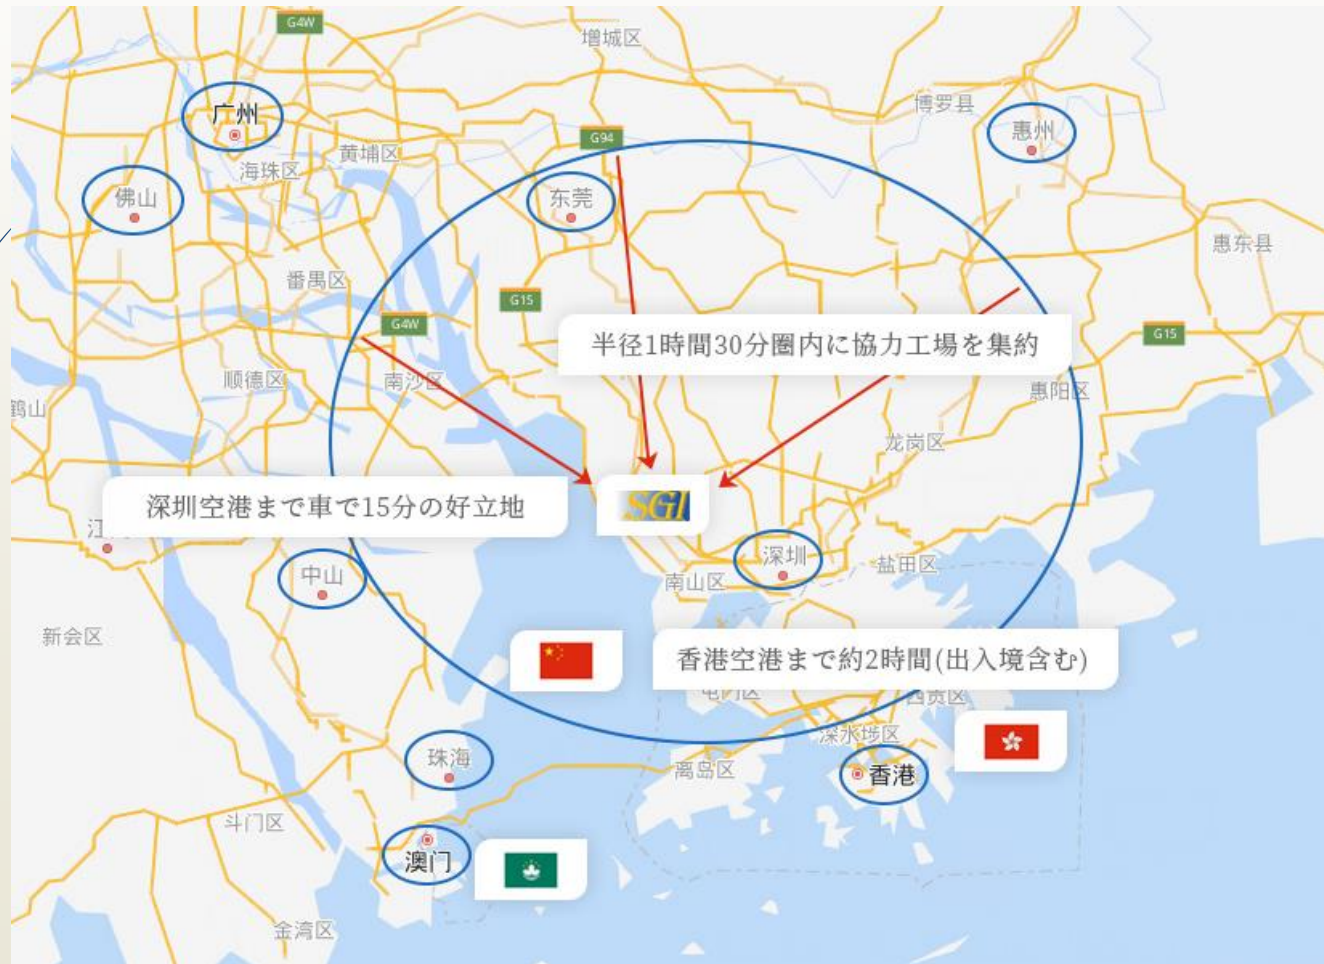 G4W
增城区
博罗县
广州
惠州
G94
黄埔区
海珠区
佛山
东莞
惠东县
番禺区
G15
G4W
G15
半径1時間30分圏内に協力工場を集約
顺德区
南沙区
惠阳区
鹤山
龙岗区
深圳空港まで車で15分の好立地
SGI
中山
深圳
盐田区
南山区
新会区
香港空港まで約2時間(出入境含む)
屯门区
西贡区
深水埗区
珠海
离岛区
香港
斗门区
澳门
金湾区